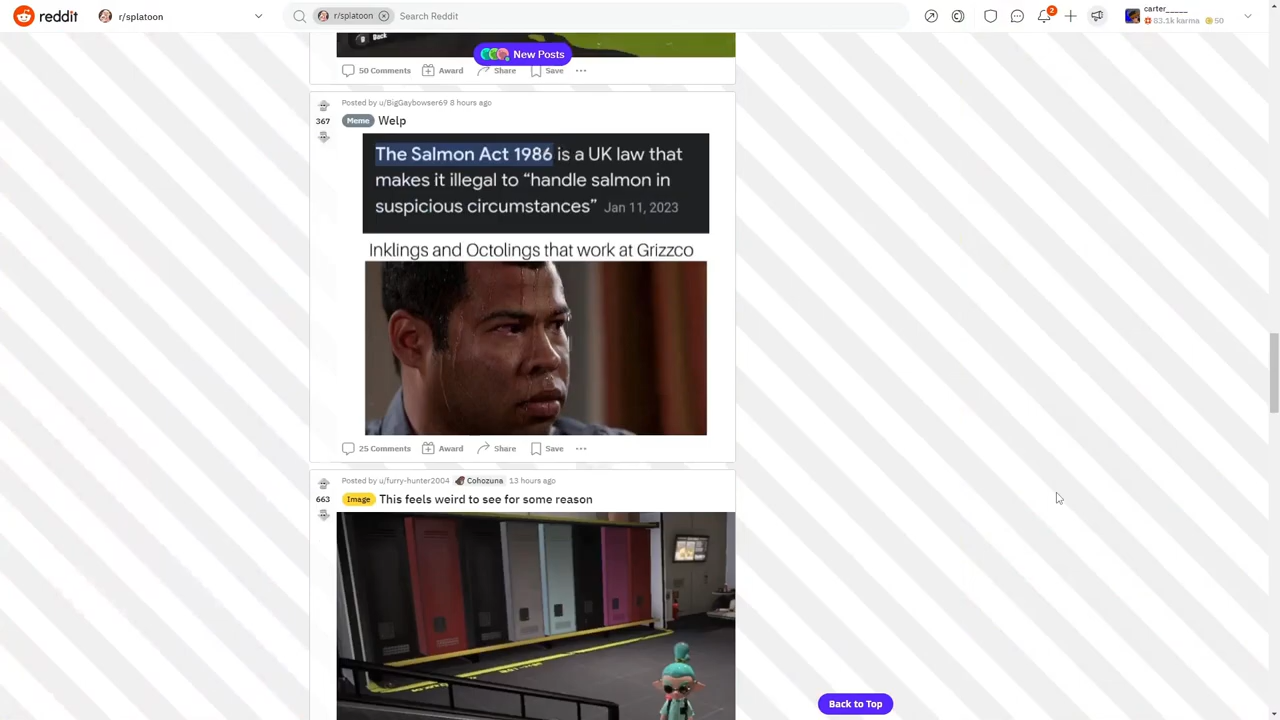 reddit
r/splatoon
r/splatoon
Search Reddit
2
carter_____
83.1k karma
50
Back
New Posts
50 Comments
Award
Share
Save
Posted by u/BigGaybowser69 8 hours ago
367
Meme
Welp
The Salmon Act 1986 is a UK law that
makes it illegal to “handle salmon in
suspicious circumstances” Jan 11, 2023
Inklings and Octolings that work at Grizzco
25 Comments
Award
Share
Save
Posted by u/furry-hunter2004
Cohozuna
13 hours ago
663
Image
This feels weird to see for some reason
Back to Top